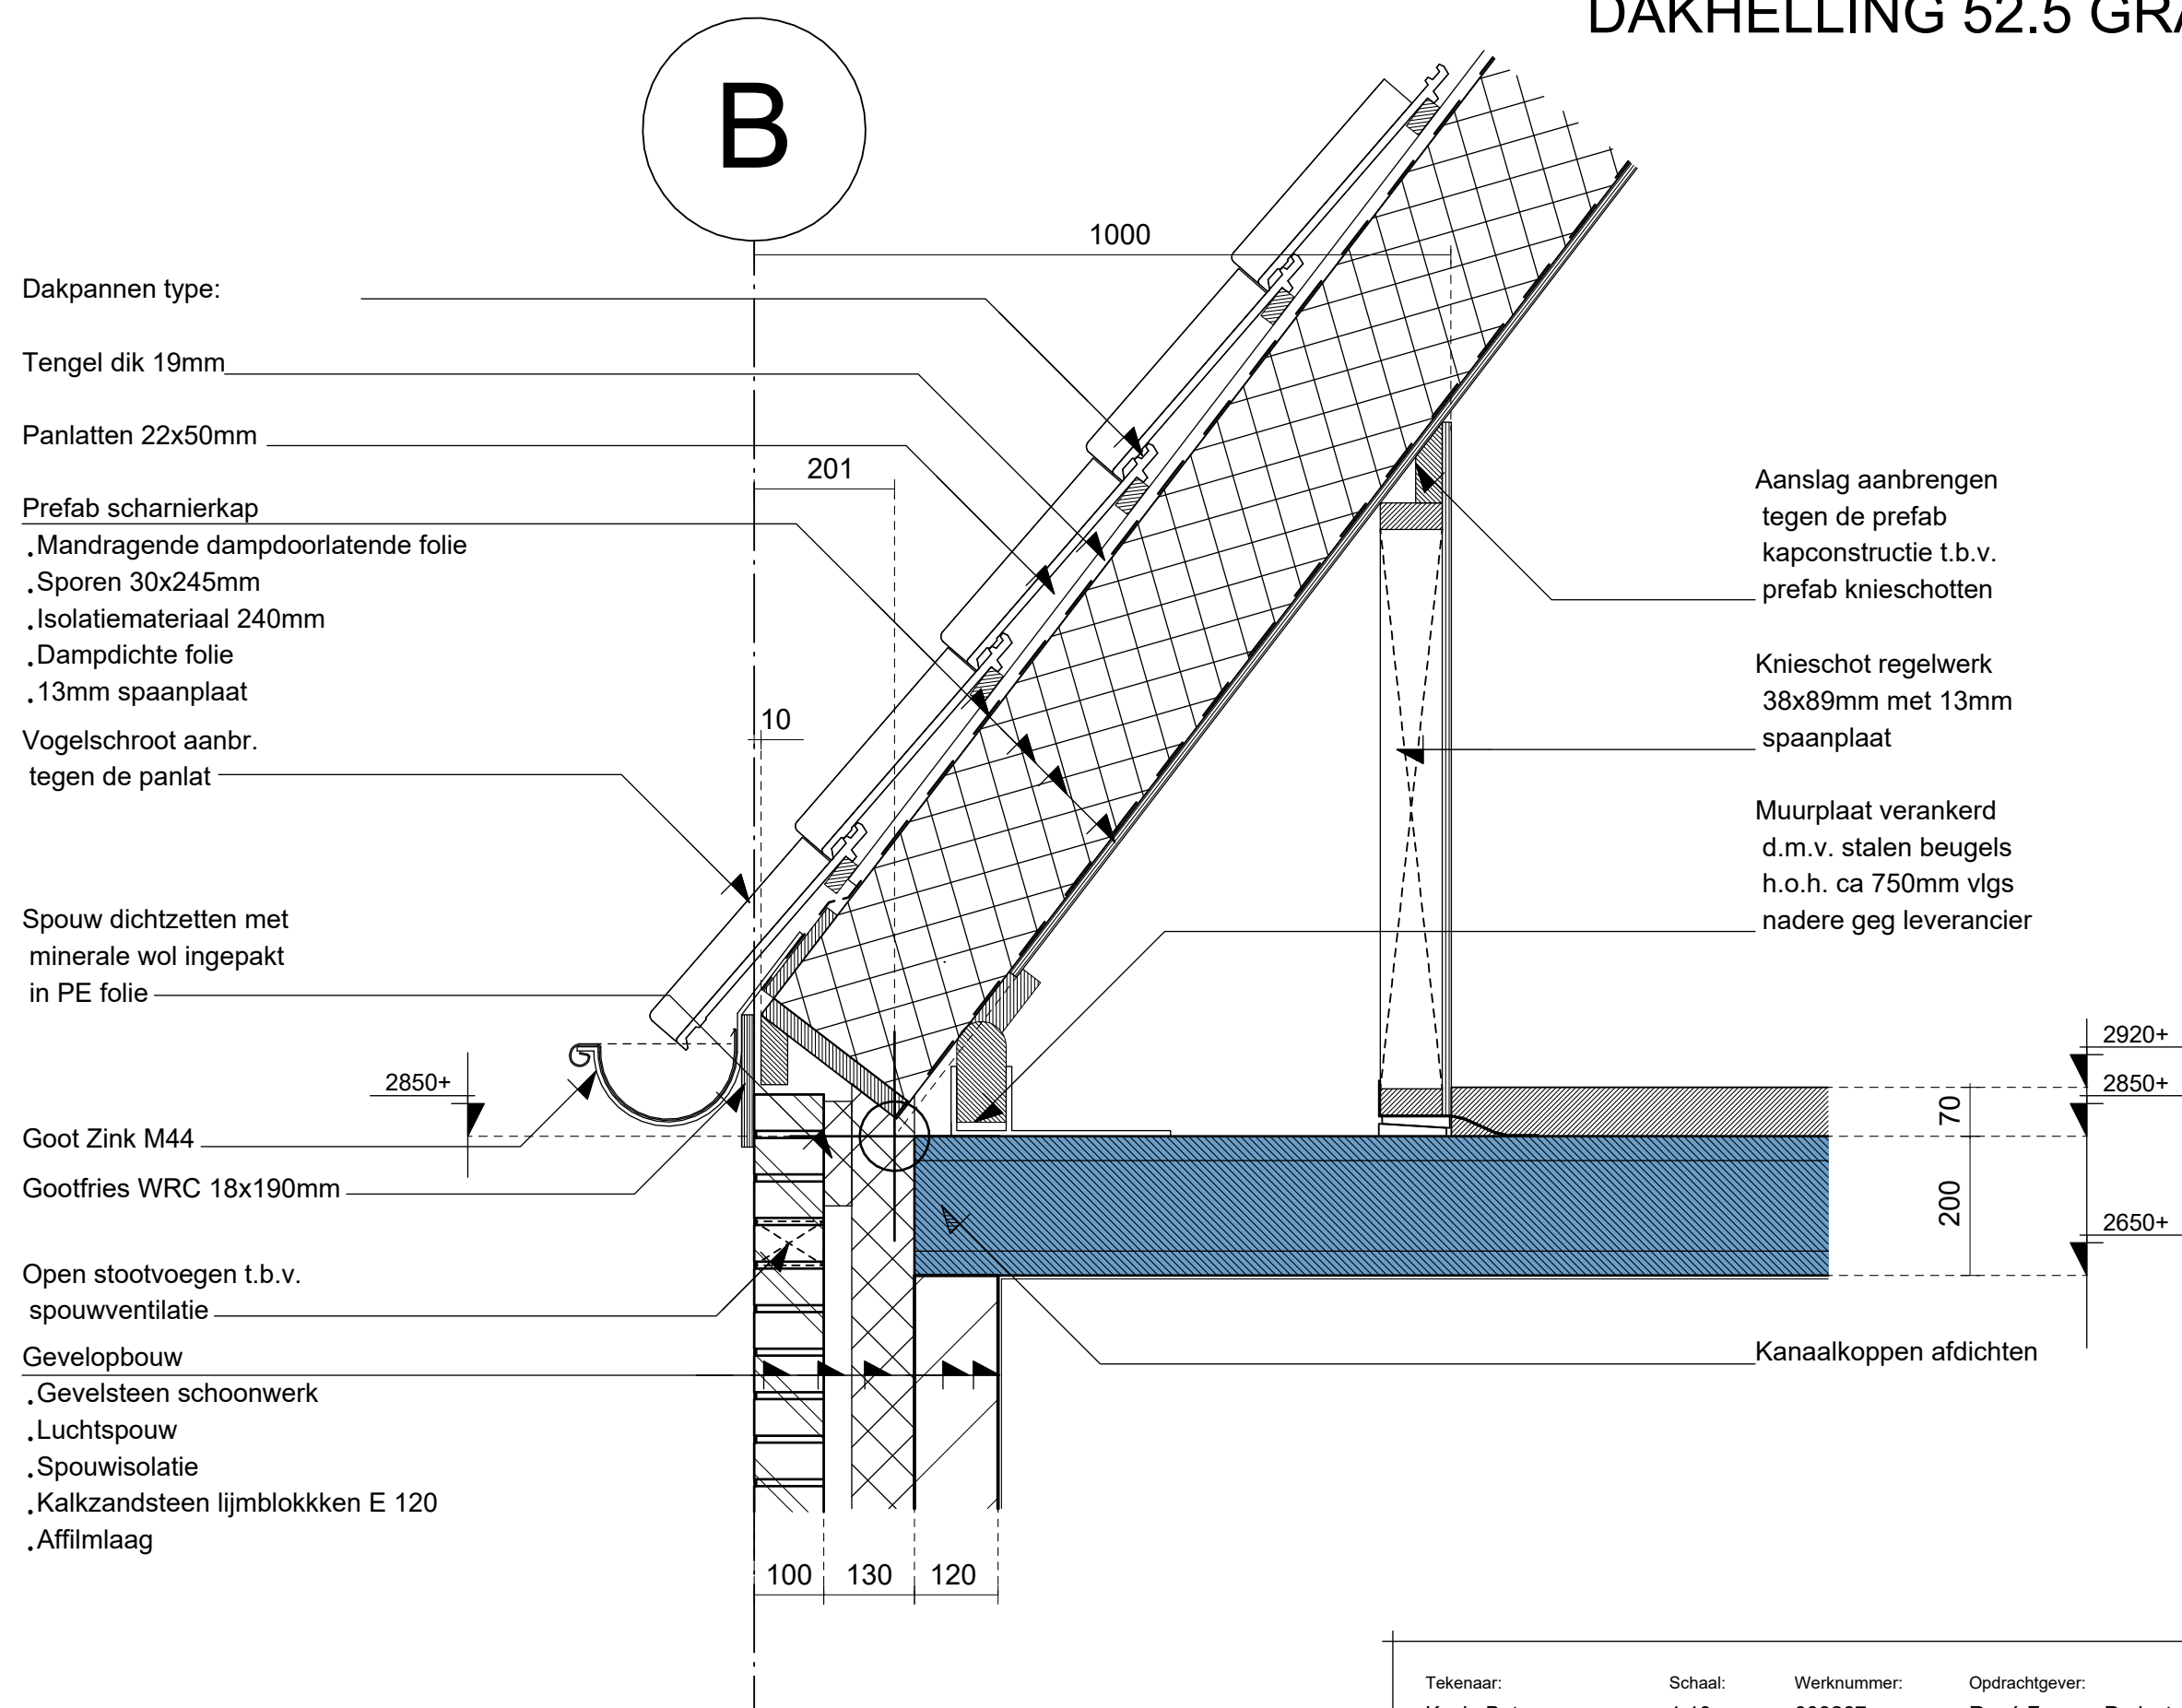 DAKHELLING 52.5
B
1000
Dakpannen type:
Tengel dik 19mm
Panlatten 22x50mm
201
Prefab scharnierkap
.Mandragende dampdoorlatende folie
.Sporen 30x245mm
.Isolatiemateriaal 240mm
.Dampdichte folie
.13mm spaanplaat
10
Vogelschroot aanbr.
tegen de panlat
Spouw dichtzetten met
minerale wol ingepakt
in PE folie
2850+
Goot Zink M44
Gootfries WRC 18x190mm
Open stootvoegen t.b.v.
spouwventilatie
Gevelopbouw
.Gevelsteen schoonwerk
.Luchtspouw
.Spouwisolatie
.Kalkzandsteen lijmblokkken E 120
.Affilmlaag
100 130 120
Aanslag aanbrengen
tegen de prefab
kapconstructie t.b.v.
prefab knieschotten
Knieschot regelwerk
38x89mm met 13mm
spaanplaat
Muurplaat verankerd
d.m.v. stalen beugels
h.o.h. ca 750mm vlgs
nadere geg leverancier
2920+
2850+
70
200
2650+
Kanaalkoppen afdichten
Tekenaar: Schaal: Werknummer: Opdrachtgever: